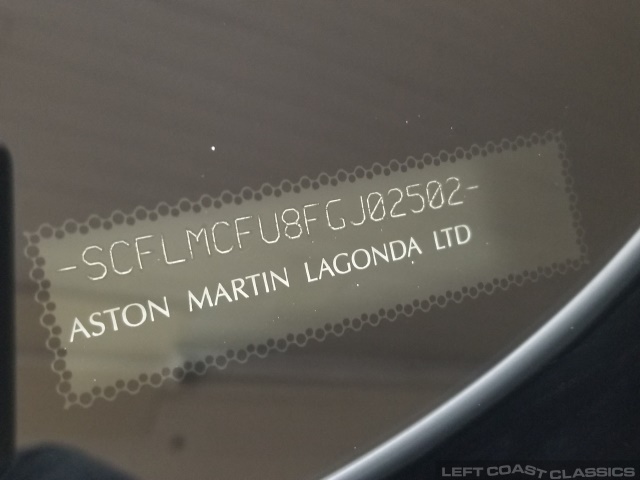 -SCFLMCFU8FGJ02502-
ASTON MARTIN LAGONDA LTD
LEFT COAST CLASSICS